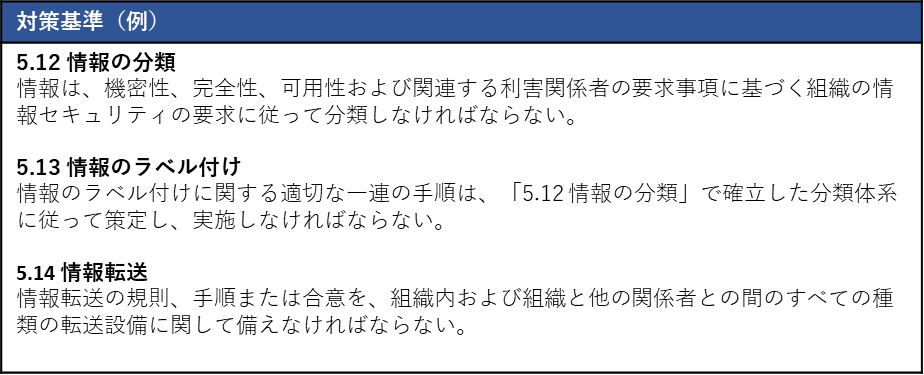 対策基準（例）
5.12 情報の分類
情報は、機密性、完全性、可用性および関連する利害関係者の要求事項に基づく組織の情
報セキュリティの要求に従って分類しなければならない。
5.13 情報のラベル付け
情報のラベル付けに関する適切な一連の手順は、「5.12 情報の分類」で確立した分類体系
に従って策定し、実施しなければならない。
5.14 情報転送
情報転送の規則、手順または合意を、組織内および組織と他の関係者との間のすべての種
類の転送設備に関して備えなければならない。